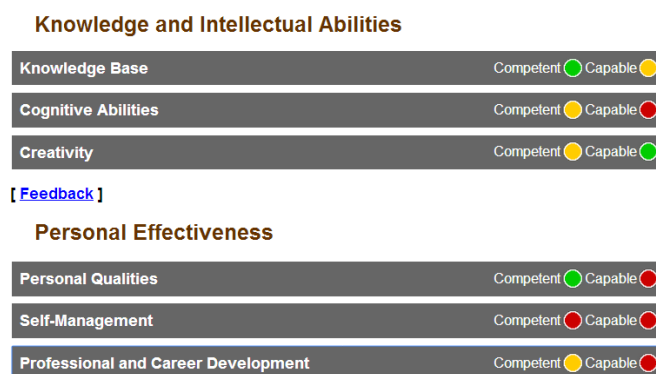 Knowledge and Intellectual Abilities
Knowledge Base Competent Capable
Cognitive Abilities Competent Capable
Creativity Competent Capable
[ Feedback ]
Personal Effectiveness
Personal Qualities Competent Capable
Self-Management Competent Capable
Professional and Career Development Competent Capable